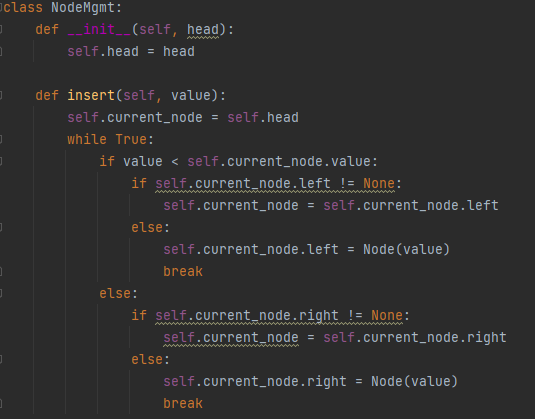 class NodeMgmt:
    def __init__(self, head):
        self.head = head

    def insert(self, value):
        self.current_node = self.head
        while True:
            if value < self.current_node.value:
                if self.current_node.left != None:
                    self.current_node = self.current_node.left
                else:
                    self.current_node.left = Node(value)
                    break
            else:
                if self.current_node.right != None:
                    self.current_node = self.current_node.right
                else:
                    self.current_node.right = Node(value)
                    break